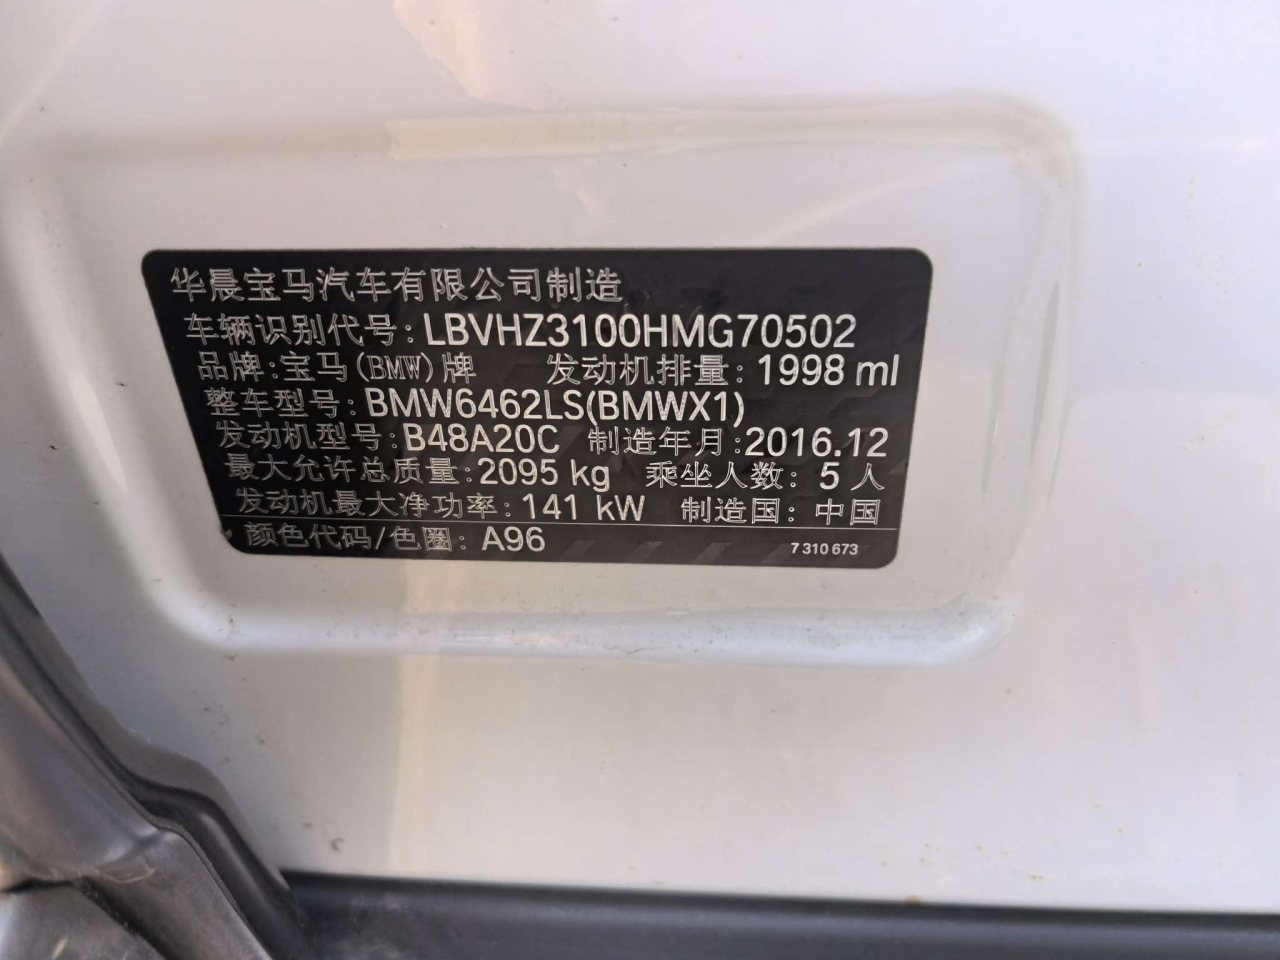 华晨宝马汽车有限公司制造
车辆识别代号:LBVHZ3100HMG70502
品牌:宝马(BMW)牌 发动机排量:1998 ml
整车型号:BMW6462LS(BMWX1)
发动机型号:B48A20C 制造年月:2016.12
最大允许总质量:2095 kg 乘坐人数:5人
发动机最大净功率:141 kW 制造国:中国
颜色代码/色圈:A96 7 310 673